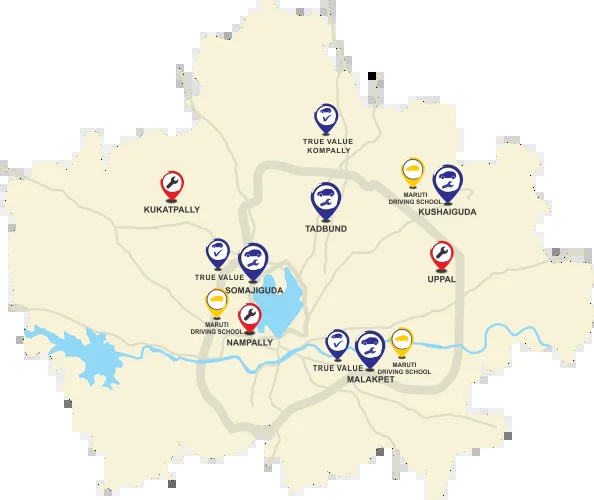 TRUE VALUE
KOMPALLY
MARUTI
DRIVING SCHOOL
KUSHAIGUDA
KUKATPALLY
TADBUND
TRUE VALUE
SOMAJIGUDA
UPPAL
MARUTI
DRIVING SCHOOL
NAMPALLY
TRUE VALUE
MALAKPET
MARUTI
DRIVING SCHOOL